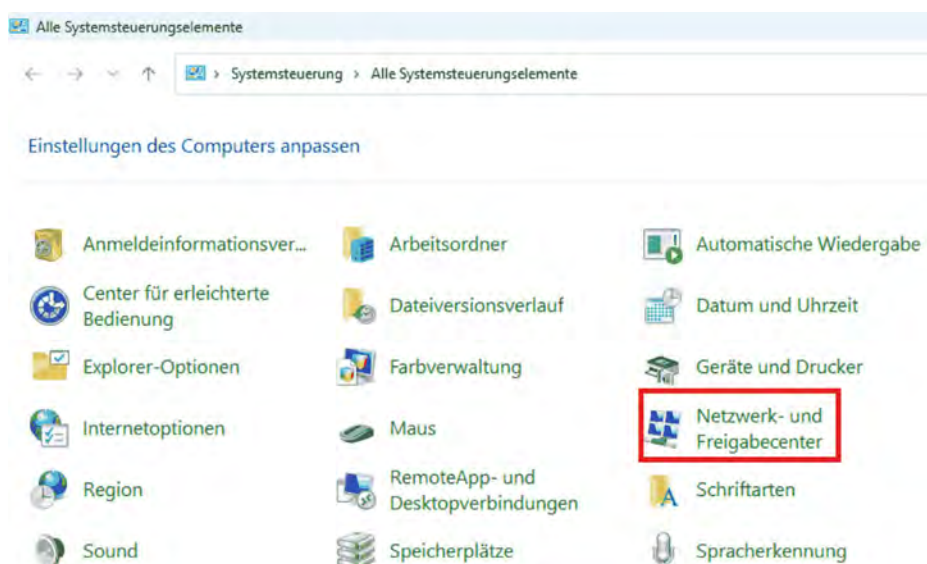 Alle Systemsteuerungselemente
Systemsteuerung > Alle Systemsteuerungselemente
Einstellungen des Computers anpassen
Anmeldeinformationsver...
Arbeitsordner
Automatische Wiedergabe
Center für erleichterte
Bedienung
Dateiversionsverlauf
Datum und Uhrzeit
Explorer-Optionen
Farbverwaltung
Geräte und Drucker
Internetoptionen
Maus
Netzwerk- und
Freigabecenter
Region
RemoteApp- und
Desktopverbindungen
Schriftarten
Sound
Speicherplätze
Spracherkennung